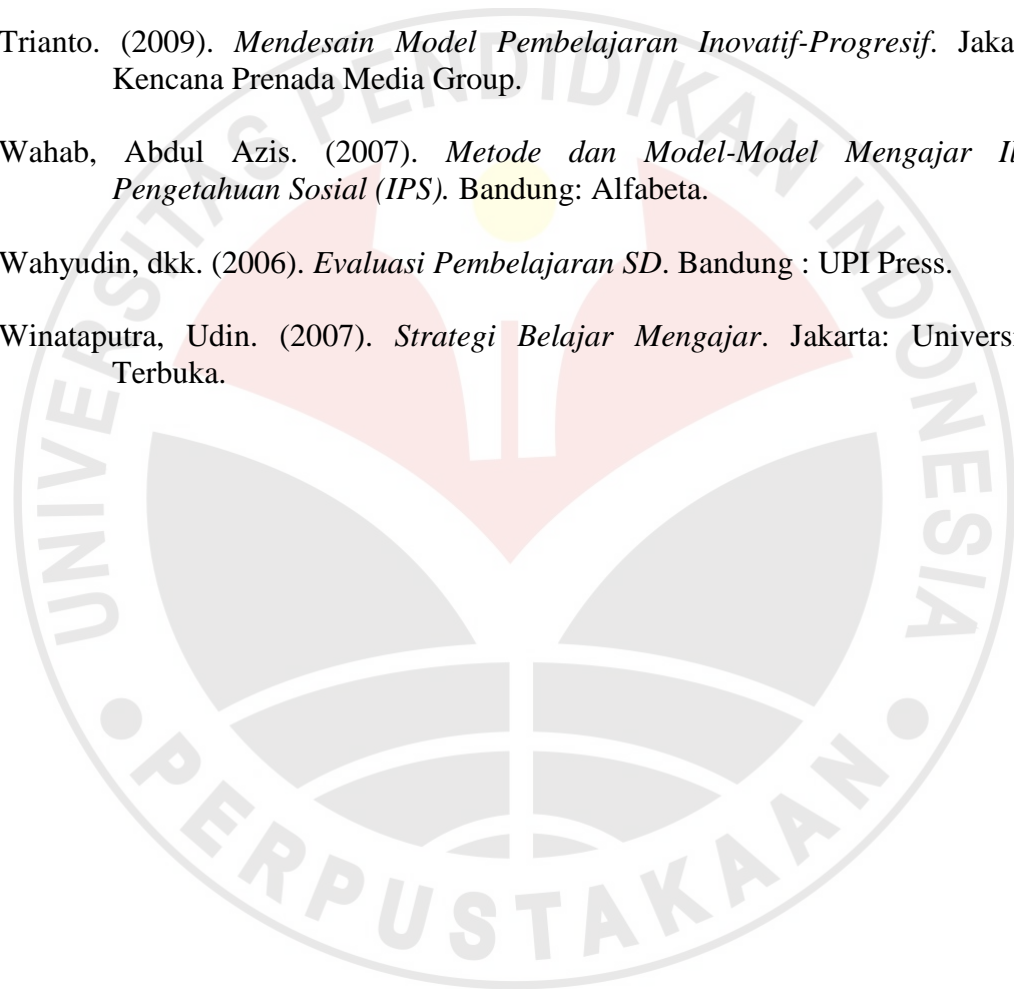 Trianto. (2009). Mendesain Model Pembelajaran Inovatif-Progresif. Jaka
Kencana Prenada Media Group.
Wahab, Abdul Azis. (2007). Metode dan Model-Model Mengajar Il
Pengetahuan Sosial (IPS). Bandung: Alfabeta.
Wahyudin, dkk. (2006). Evaluasi Pembelajaran SD. Bandung : UPI Press.
Winataputra, Udin. (2007). Strategi Belajar Mengajar. Jakarta: Univers
Terbuka.
UNIVERSITAS PENDIDIKAN INDONESIA
PERPUSTAKAAN